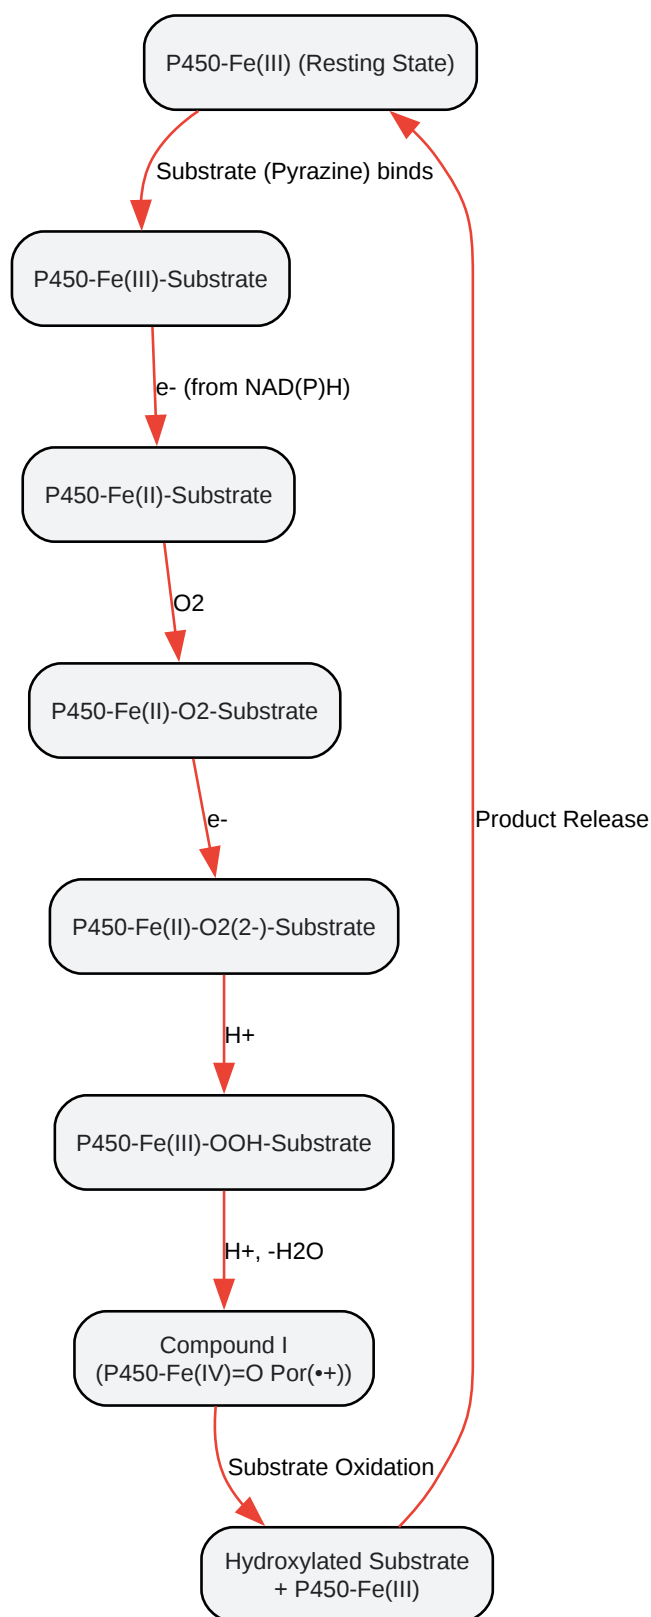 P450-Fe(III) (Resting State)
Substrate (Pyrazine) binds
P450-Fe(III)-Substrate
e- (from NAD(P)H)
P450-Fe(II)-Substrate
O2
P450-Fe(II)-O2-Substrate
e-
Product Release
P450-Fe(II)-O2(2-)-Substrate
H+
P450-Fe(III)-OOH-Substrate
H+, -H2O
Compound I
(P450-Fe(IV)=O Por(•+))
Substrate Oxidation
Hydroxylated Substrate
+ P450-Fe(III)